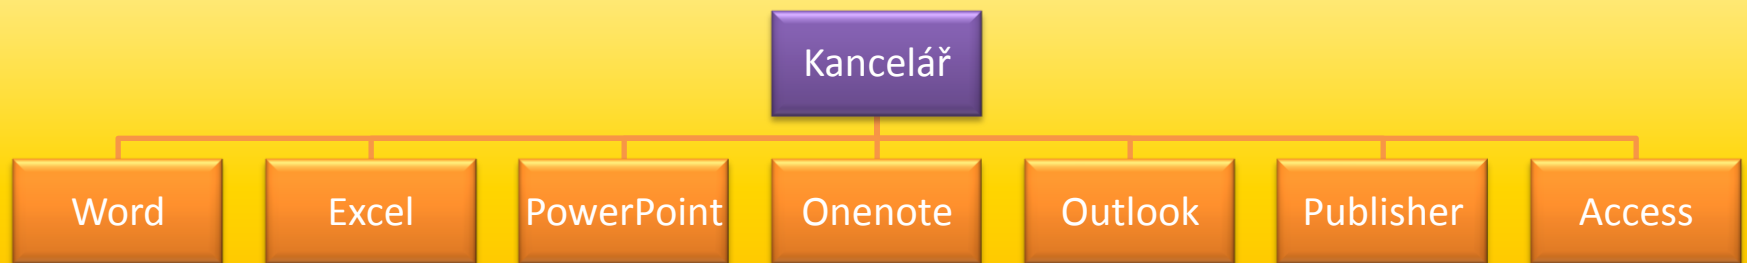 Kancelář
Word
Excel
PowerPoint
Onenote
Outlook
Publisher
Access